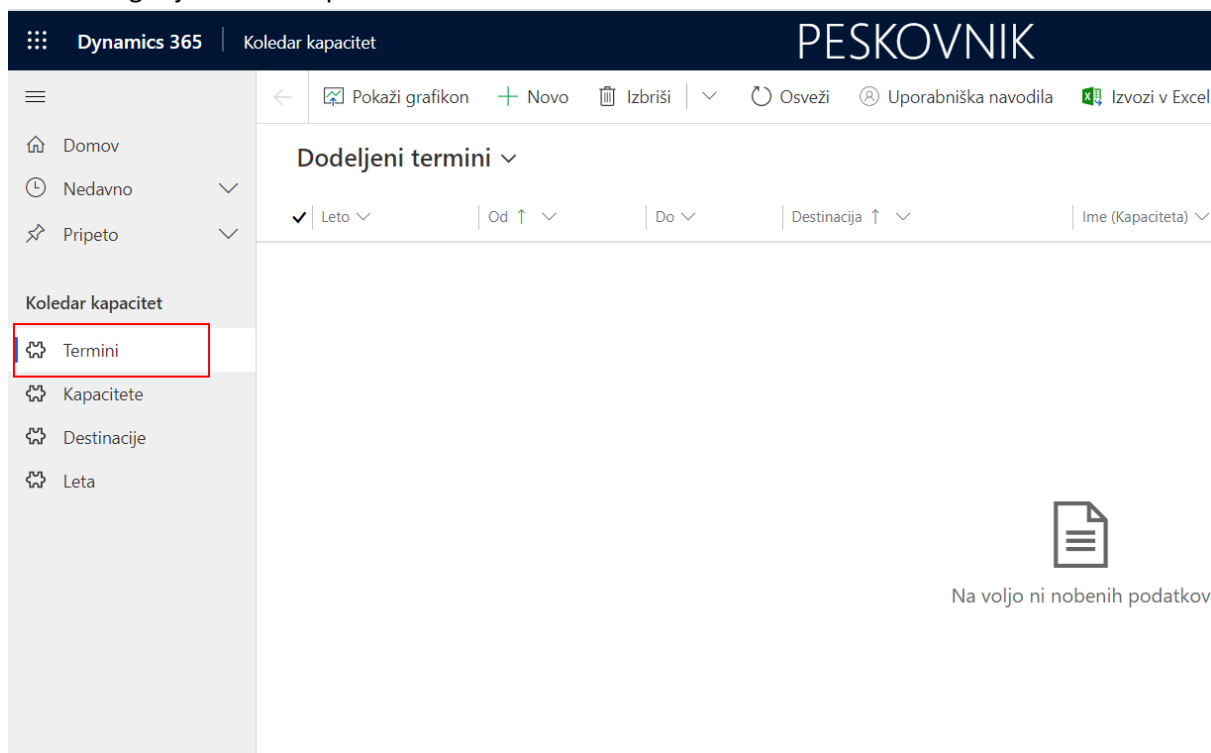 Dynamics 365 Koledar kapacitet PESKOVNIK
Pokaži grafikon Novo Izbriši Osveži Uporabniška navodila Izvozi v Excel
Domov
Nedavno
Pripeto
Dodeljeni termini
Leto Od ↑ Do Destinacija ↑ Ime (Kapaciteta)
Koledar kapacitet
Termini
Kapacitete
Destinacije
Leta
Na voljo ni nobenih podatkov